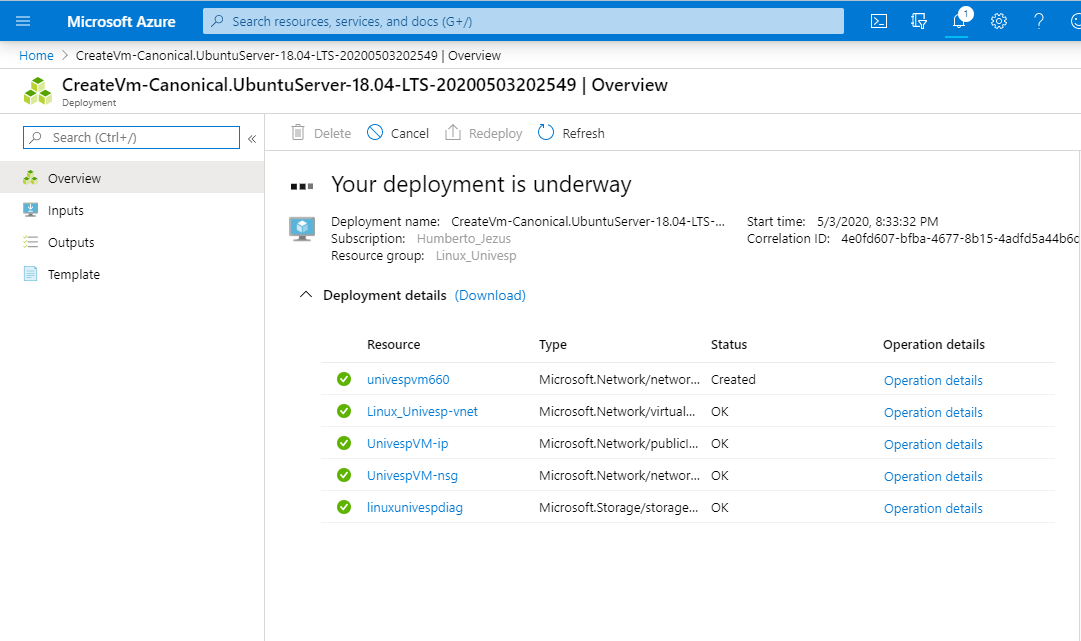 Microsoft Azure
Search resources, services, and docs (G+/)
1
Home > CreateVm-Canonical.UbuntuServer-18.04-LTS-20200503202549 | Overview
CreateVm-Canonical.UbuntuServer-18.04-LTS-20200503202549 | Overview
Deployment
Search (Ctrl+/)
«
Delete Cancel Redeploy Refresh
Overview
Inputs
Outputs
Template
Your deployment is underway
Deployment name: CreateVm-Canonical.UbuntuServer-18.04-LTS-...
Subscription: Humberto_Jezus
Resource group: Linux_Univesp
Start time: 5/3/2020, 8:33:32 PM
Correlation ID: 4e0fd607-bfba-4677-8b15-4adfd5a44b6c
Deployment details (Download)
Resource Type Status Operation details
univespvm660 Microsoft.Network/networ... Created Operation details
Linux_Univesp-vnet Microsoft.Network/virtual... OK Operation details
UnivespVM-ip Microsoft.Network/publicI... OK Operation details
UnivespVM-nsg Microsoft.Network/networ... OK Operation details
linuxunivespdiag Microsoft.Storage/storage... OK Operation details